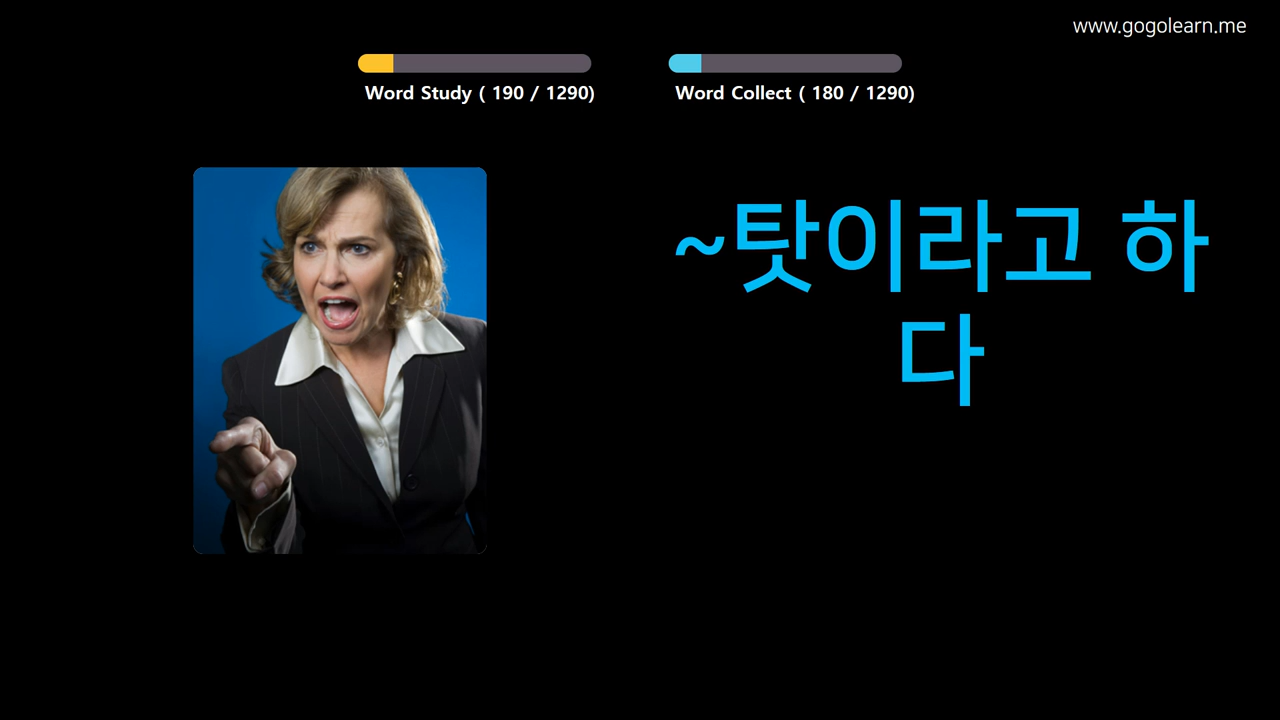 www.gogolearn.me
Word Study ( 190 / 1290)
Word Collect ( 180 / 1290)
~탓이라고 하
다